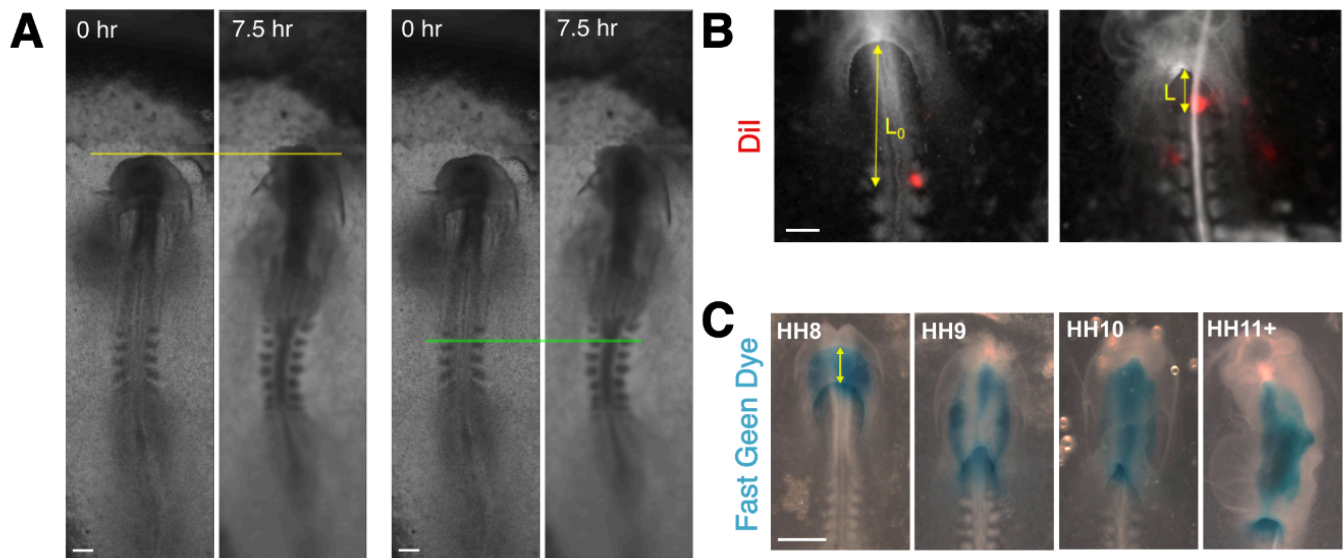 A
0 hr
7.5 hr
0 hr
7.5 hr
B
DiI
L₀
L
C
Fast Geen Dye
HH8
HH9
HH10
HH11+